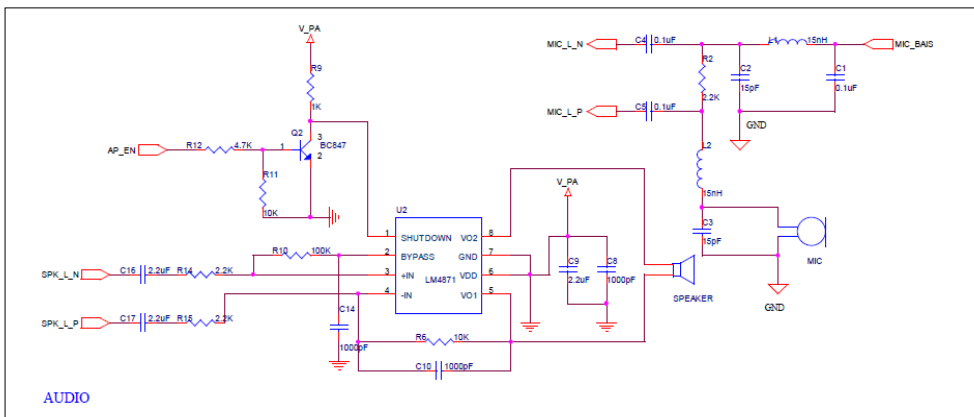 V_PA
R9
1K
Q2
3
BC847
1
2
AP_EN
R12
4.7K
R11
10K
MIC_L_N
C4
0.1uF
L1
15nH
MIC_BAIS
R2
2.2K
C2
15pF
C1
0.1uF
MIC_L_P
C5
0.1uF
GND
L2
15nH
C3
15pF
MIC
GND
V_PA
C9
2.2uF
C8
1000pF
SPEAKER
U2
1 SHUTDOWN VO2 8
2 BYPASS GND 7
3 +IN VDD 6
LM4871
4 -IN VO1 5
R10
100K
SPK_L_N
C16
2.2uF
R14
2.2K
SPK_L_P
C17
2.2uF
R15
2.2K
C14
1000pF
R6
10K
C10
1000pF
AUDIO